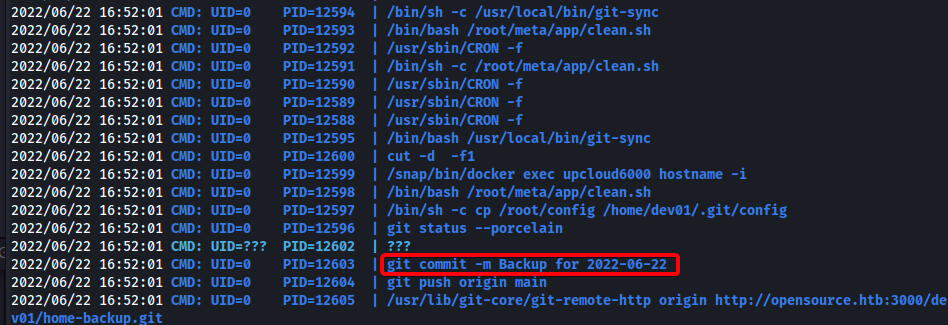 2022/06/22 16:52:01 CMD: UID=0 PID=12594 | /bin/sh -c /usr/local/bin/git-sync
2022/06/22 16:52:01 CMD: UID=0 PID=12593 | /bin/bash /root/meta/app/clean.sh
2022/06/22 16:52:01 CMD: UID=0 PID=12592 | /usr/sbin/CRON -f
2022/06/22 16:52:01 CMD: UID=0 PID=12591 | /bin/sh -c /root/meta/app/clean.sh
2022/06/22 16:52:01 CMD: UID=0 PID=12590 | /usr/sbin/CRON -f
2022/06/22 16:52:01 CMD: UID=0 PID=12589 | /usr/sbin/CRON -f
2022/06/22 16:52:01 CMD: UID=0 PID=12588 | /usr/sbin/CRON -f
2022/06/22 16:52:01 CMD: UID=0 PID=12595 | /bin/bash /usr/local/bin/git-sync
2022/06/22 16:52:01 CMD: UID=0 PID=12600 | cut -d  -f1
2022/06/22 16:52:01 CMD: UID=0 PID=12599 | /snap/bin/docker exec upcloud6000 hostname -i
2022/06/22 16:52:01 CMD: UID=0 PID=12598 | /bin/bash /root/meta/app/clean.sh
2022/06/22 16:52:01 CMD: UID=0 PID=12597 | /bin/sh -c cp /root/config /home/dev01/.git/config
2022/06/22 16:52:01 CMD: UID=0 PID=12596 | git status --porcelain
2022/06/22 16:52:01 CMD: UID=??? PID=12602 | ???
2022/06/22 16:52:01 CMD: UID=0 PID=12603 | git commit -m Backup for 2022-06-22
2022/06/22 16:52:01 CMD: UID=0 PID=12604 | git push origin main
2022/06/22 16:52:01 CMD: UID=0 PID=12605 | /usr/lib/git-core/git-remote-http origin http://opensource.htb:3000/de
v01/home-backup.git